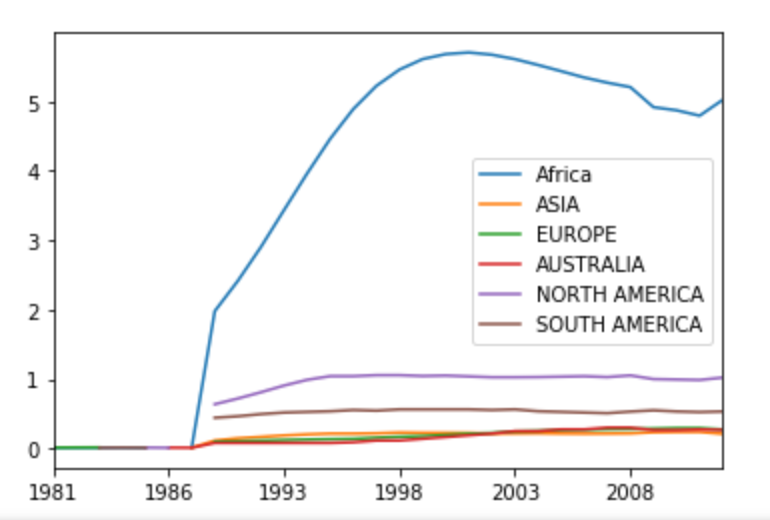 5
4
3
2
1
0
Africa
ASIA
EUROPE
AUSTRALIA
NORTH AMERICA
SOUTH AMERICA
1981 1986 1993 1998 2003 2008